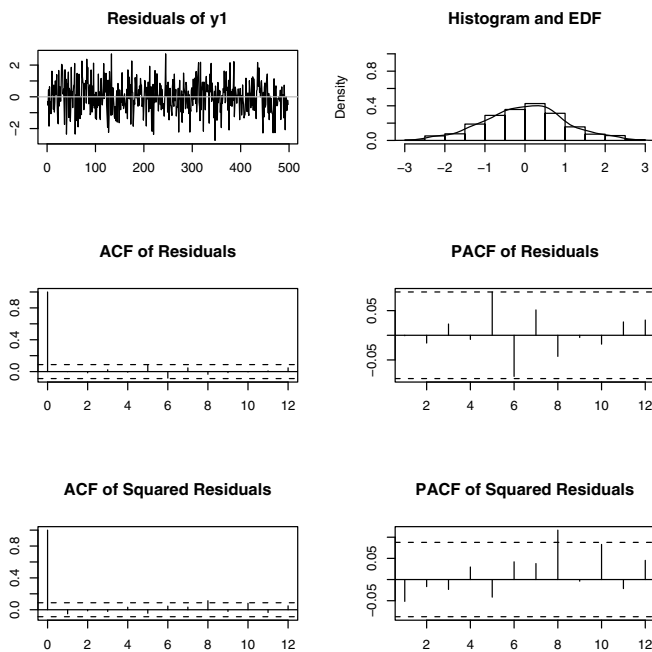 Residuals of y1
2
0
−2
0 100 200 300 400 500
Histogram and EDF
Density
0.8
0.4
0.0
−3 −2 −1 0 1 2 3
ACF of Residuals
0.8
0.4
0.0
0 2 4 6 8 10 12
PACF of Residuals
0.05
−0.05
2 4 6 8 10 12
ACF of Squared Residuals
0.8
0.4
0.0
0 2 4 6 8 10 12
PACF of Squared Residuals
0.05
−0.05
2 4 6 8 10 12